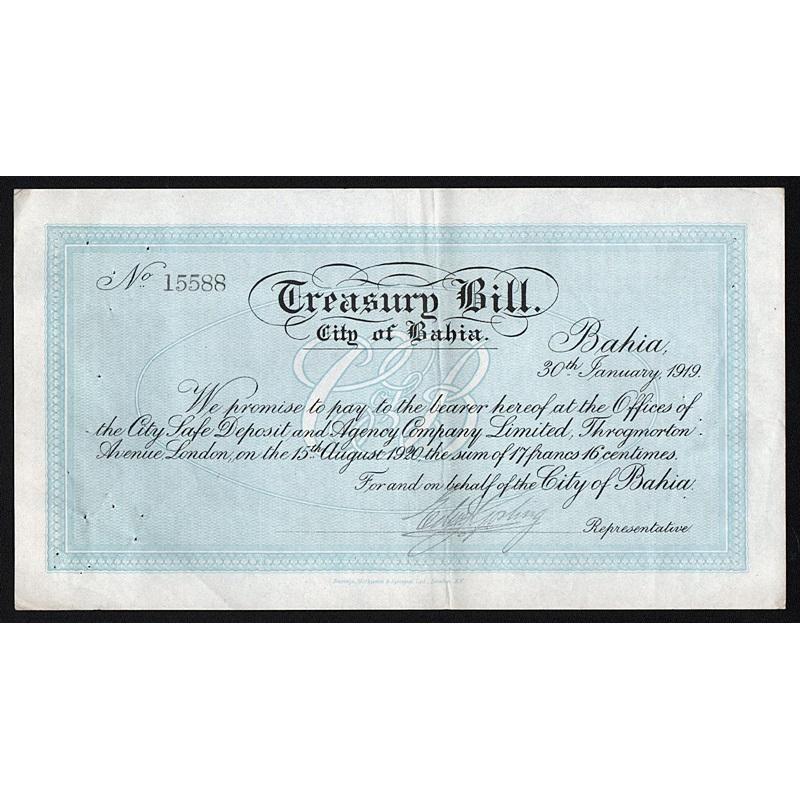 No. 15588
Treasury Bill.
City of Bahia.
Bahia,
30th January, 1919.
C of B
We promise to pay to the bearer hereof at the Offices of
the City Safe Deposit and Agency Company Limited, Throgmorton
Avenue London, on the 15th August 1920, the sum of 17 francs 16 centimes.
For and on behalf of the City of Bahia.
Representative